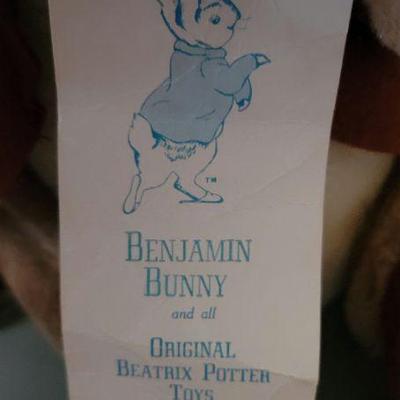 TM
BENJAMIN
BUNNY
and all
ORIGINAL
BEATRIX POTTER
TOYS